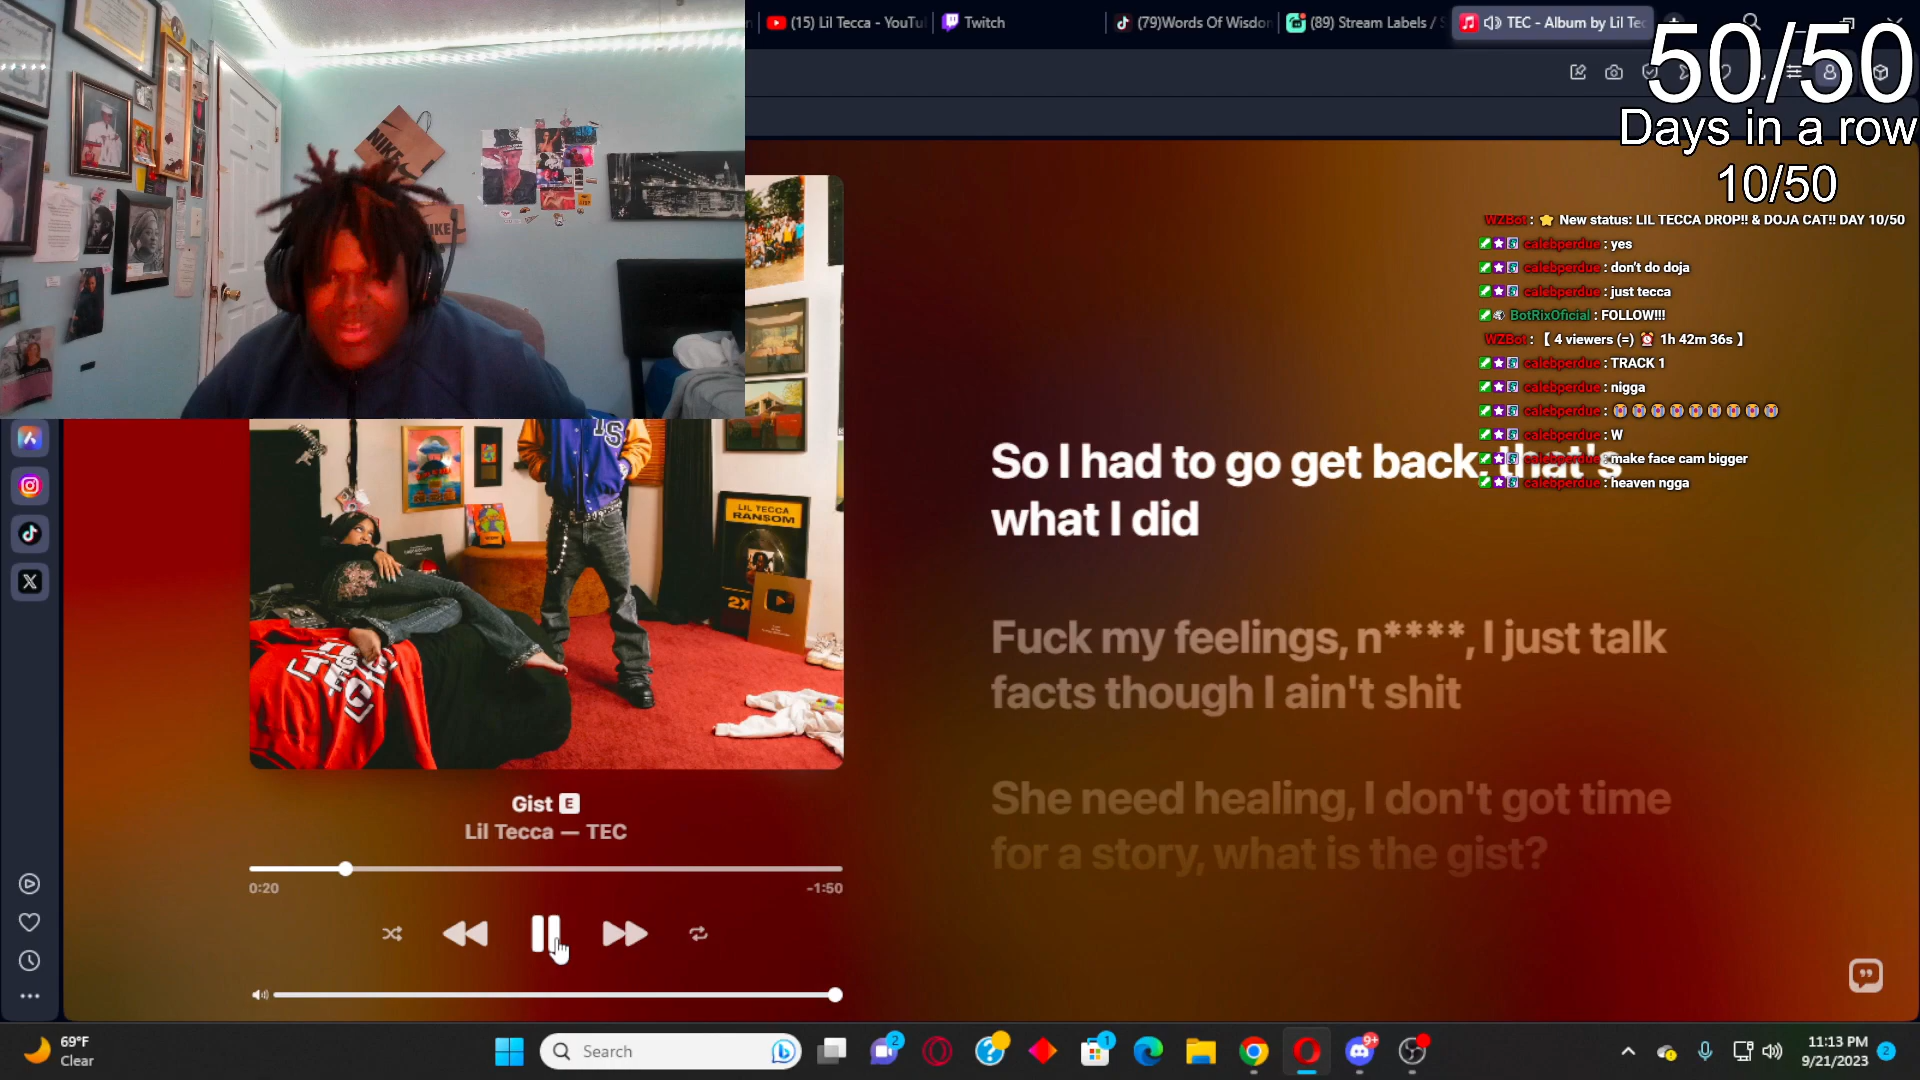 (15) Lil Tecca - YouTu
Twitch
(79)Words Of Wisdo
(89) Stream Labels /
TEC - Album by Lil Tec
50/50
Days in a row
10/50
WZBot : New status: LIL TECCA DROP!! & DOJA CAT!! DAY 10/50
calebperdue : yes
calebperdue : don't do doja
calebperdue : just tecca
BotRixOficial : FOLLOW!!!
WZBot : 【 4 viewers (=) 1h 42m 36s 】
calebperdue : TRACK 1
calebperdue : nigga
calebperdue :
calebperdue : W
calebperdue : make face cam bigger
calebperdue : heaven ngga
NIKE
So I had to go get back, that's
what I did
Fuck my feelings, n****, I just talk
facts though I ain't shit
She need healing, I don't got time
for a story, what is the gist?
LIL TECCA
RANSOM
2X
Gist E
Lil Tecca — TEC
0:20
-1:50
69°F
Clear
Search
2
1
9+
11:13 PM
9/21/2023
2